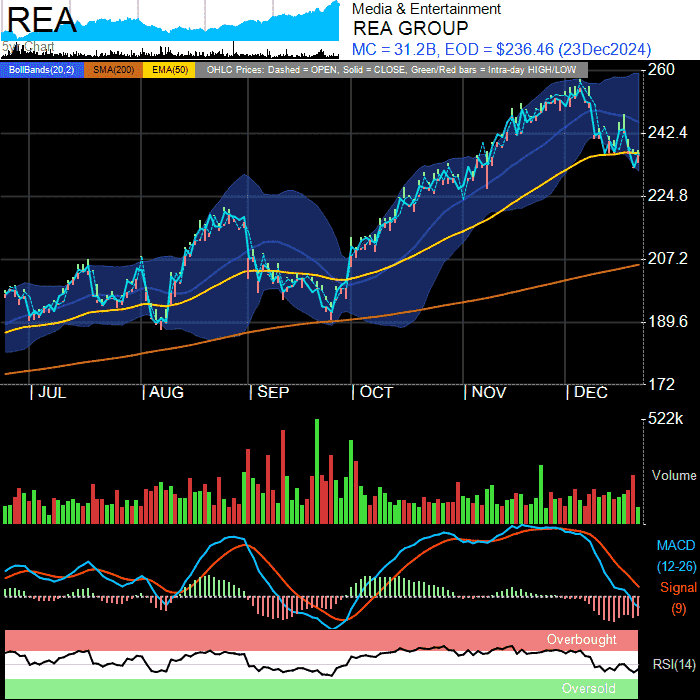 REA
5yr Chart
Media & Entertainment
REA GROUP
MC = 31.2B, EOD = $236.46 (23Dec2024)
BollBands(20,2) SMA(200) EMA(50) OHLC Prices: Dashed = OPEN, Solid = CLOSE, Green/Red bars = Intra-day HIGH/LOW
260
242.4
224.8
207.2
189.6
172
| JUL | AUG | SEP | OCT | NOV | DEC
522k
Volume
MACD
(12-26)
Signal
(9)
Overbought
RSI(14)
Oversold